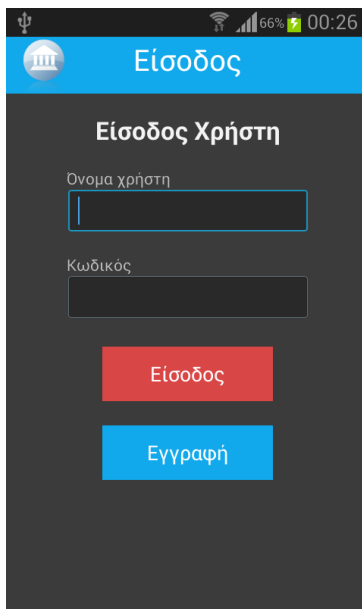 66% 00:26
Είσοδος
Είσοδος Χρήστη
Όνομα χρήστη
Κωδικός
Είσοδος
Εγγραφή